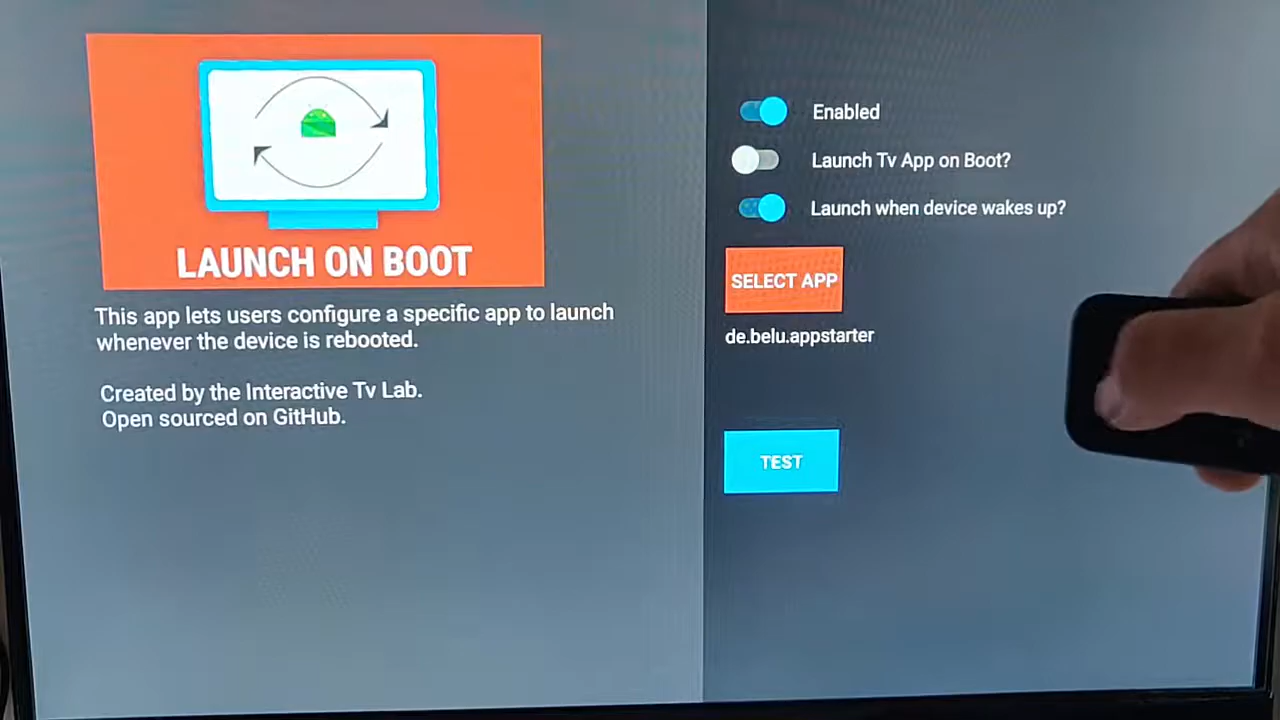 LAUNCH ON BOOT
This app lets users configure a specific app to launch
whenever the device is rebooted.
Created by the Interactive Tv Lab.
Open sourced on GitHub.
Enabled
Launch Tv App on Boot?
Launch when device wakes up?
SELECT APP
de.belu.appstarter
TEST